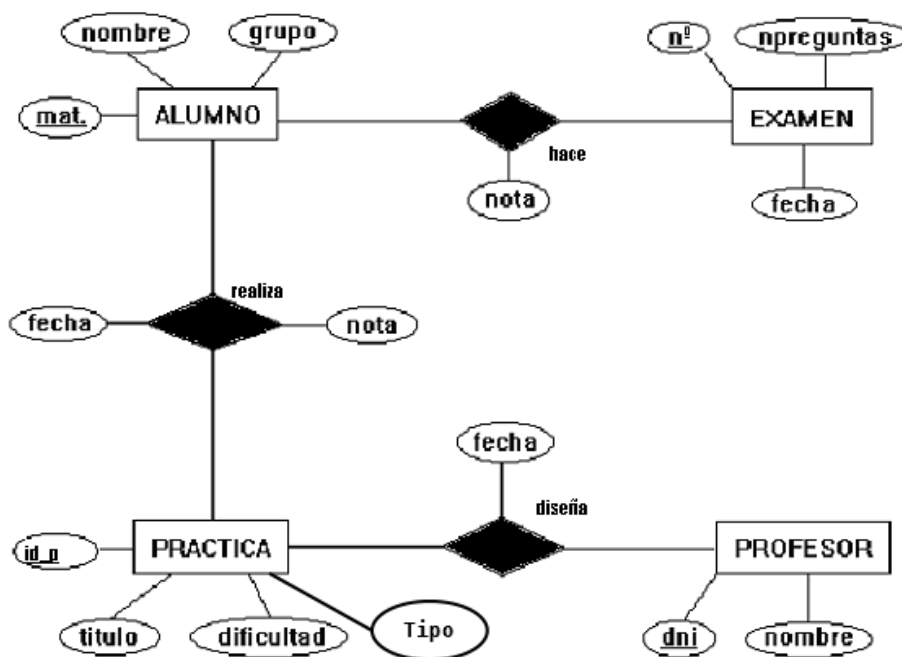 nombre
grupo
nº
npreguntas
mat.
ALUMNO
EXAMEN
hace
nota
fecha
realiza
fecha
nota
fecha
diseña
id_p
PRACTICA
PROFESOR
titulo
dificultad
Tipo
dni
nombre